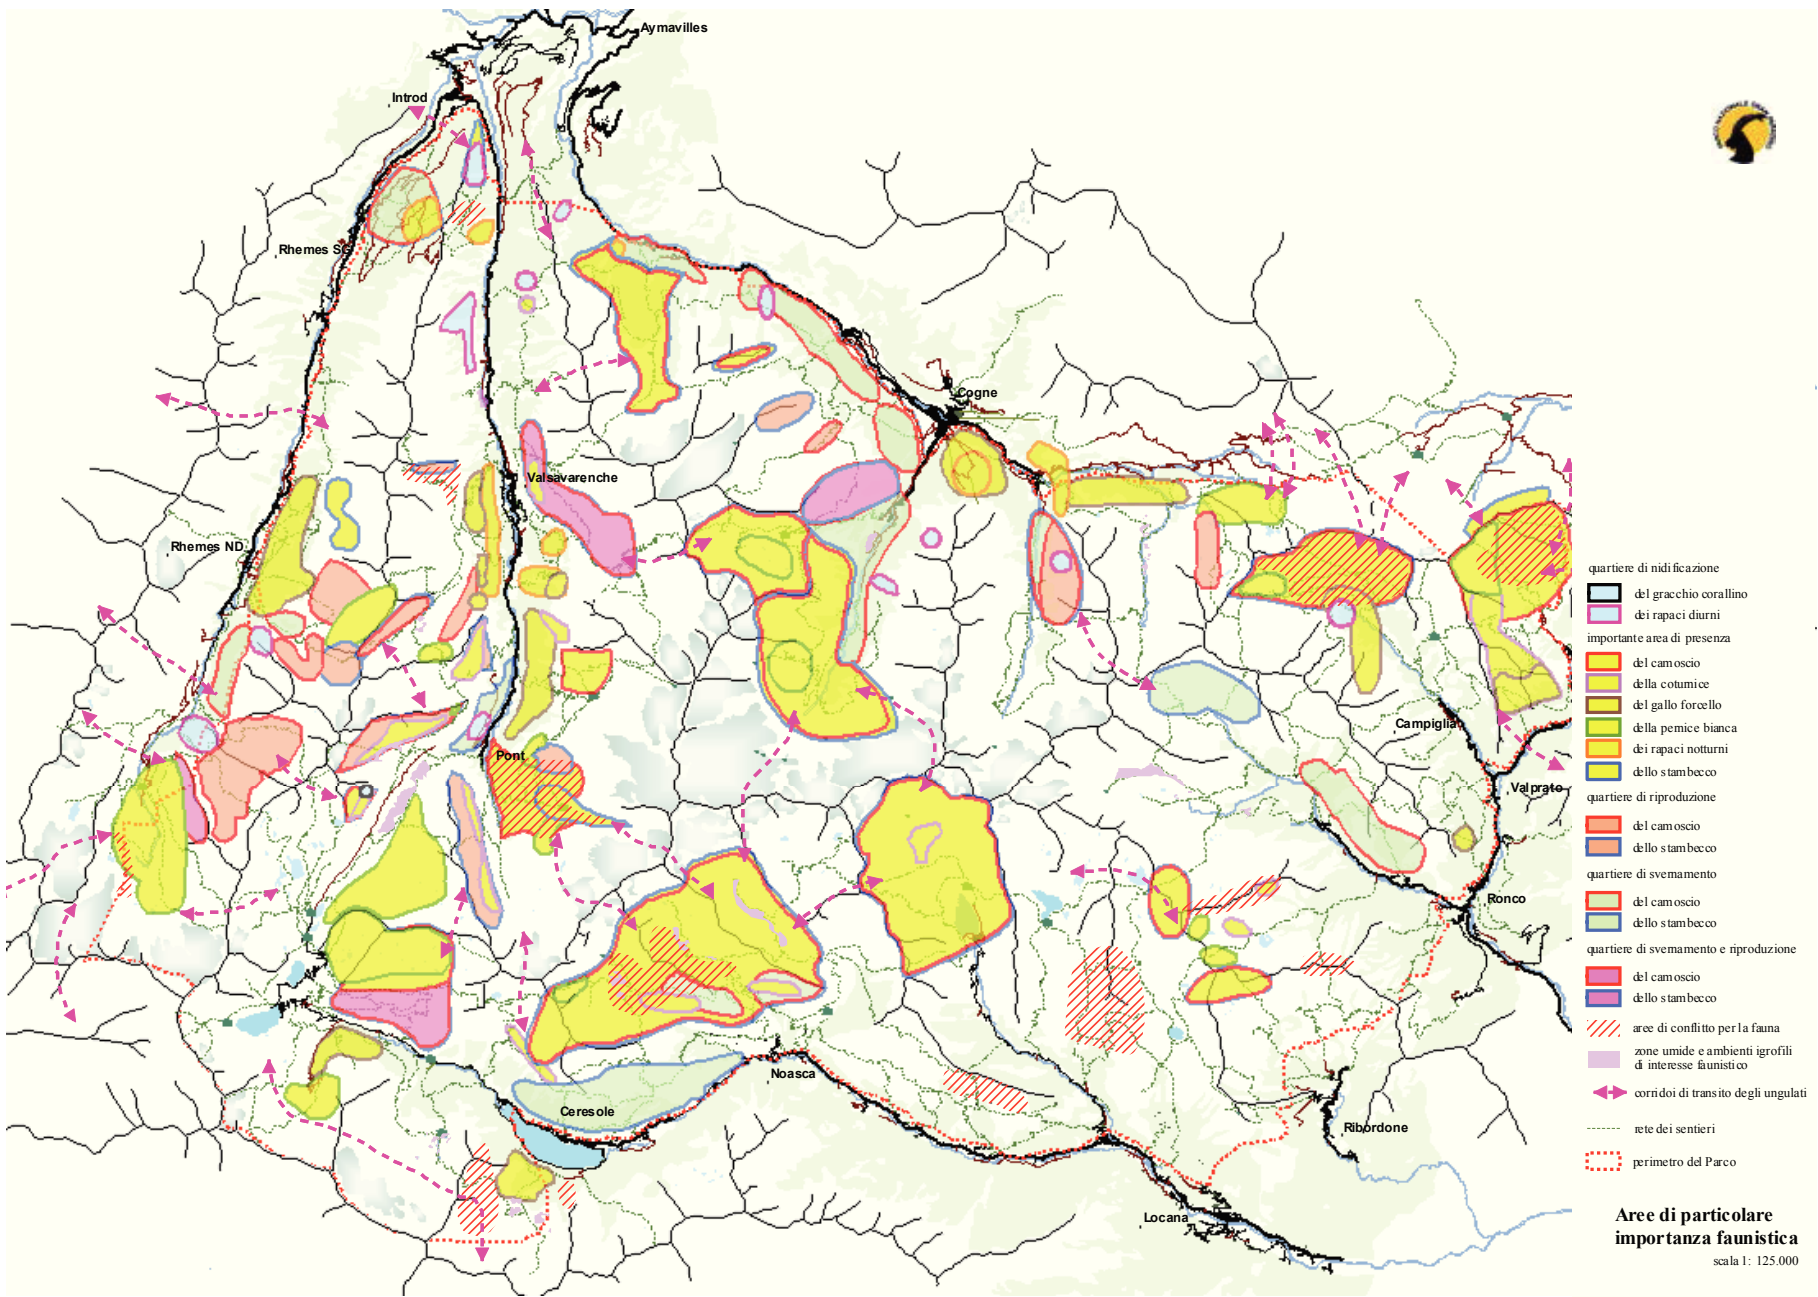 Aymavilles
Introd
Rhemes SG
Cogne
Valsavarenche
Rhemes ND
Campiglia
Pont
Valprato
Ronco
Noasca
Ceresole
Ribordone
Locana
quartiere di nidificazione
del gracchio corallino
dei rapaci diurni
importante area di presenza
del camoscio
della coturnice
del gallo forcello
della pernice bianca
dei rapaci notturni
dello stambecco
quartiere di riproduzione
del camoscio
dello stambecco
quartiere di svernamento
del camoscio
dello stambecco
quartiere di svernamento e riproduzione
del camoscio
dello stambecco
aree di conflitto per la fauna
zone umide e ambienti igrofili
di interesse faunistico
corridoi di transito degli ungulati
rete dei sentieri
perimetro del Parco
Aree di particolare
importanza faunistica
scala 1: 125.000